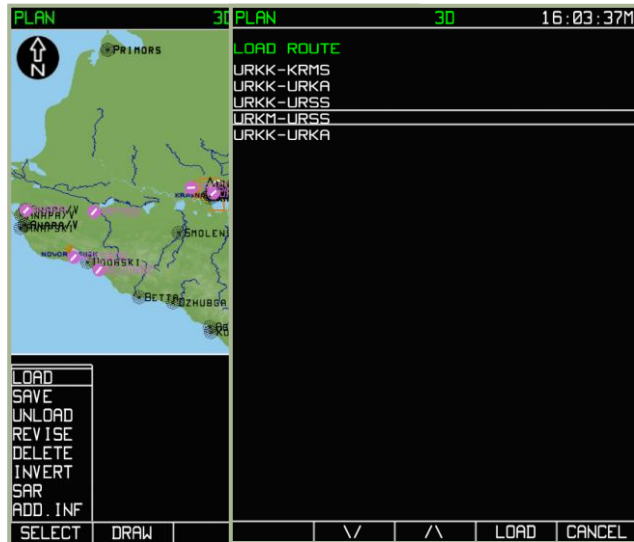 PLAN 3D
N
PRIMORS
ANAPA/V
SMOLEN
BETTA
DZHUBGA
LOAD
SAVE
UNLOAD
REVISE
DELETE
INVERT
SAR
ADD.INF
SELECT DRAW
PLAN 3D 16:03:37M
LOAD ROUTE
URKK-KRMS
URKK-URKA
URKK-URSS
URKM-URSS
URKK-URKA
\/ /\ LOAD CANCEL